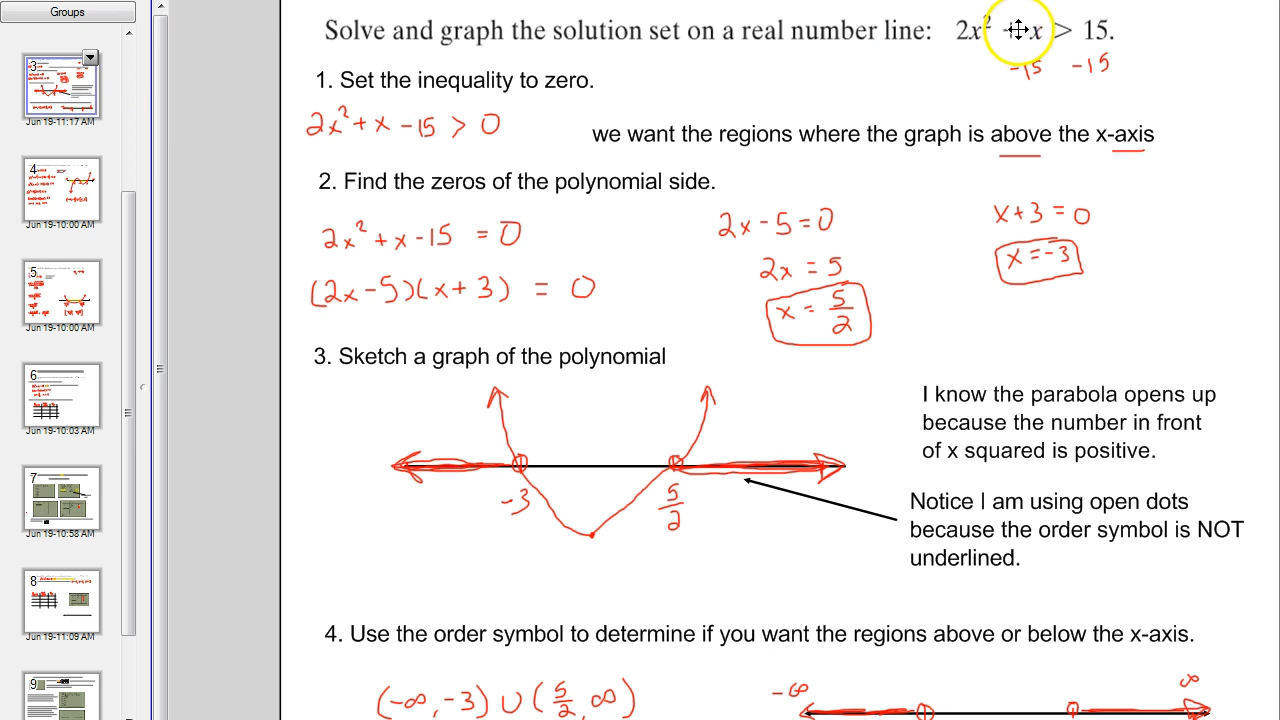 Groups
3
Jun 19-11:17 AM
4
Jun 19-10:00 AM
5
Jun 19-10:00 AM
6
Jun 19-10:03 AM
7
Jun 19-10:58 AM
8
Jun 19-11:09 AM
9
Solve and graph the solution set on a real number line: 2x² + x > 15.
-15 -15
1. Set the inequality to zero.
2x² + x - 15 > 0
we want the regions where the graph is above the x-axis
2. Find the zeros of the polynomial side.
2x² + x - 15 = 0
(2x - 5)(x + 3) = 0
2x - 5 = 0
2x = 5
x = 5/2
x + 3 = 0
x = -3
3. Sketch a graph of the polynomial
-3
5/2
I know the parabola opens up
because the number in front
of x squared is positive.
Notice I am using open dots
because the order symbol is NOT
underlined.
4. Use the order symbol to determine if you want the regions above or below the x-axis.
(-∞, -3) ∪ (5/2, ∞)
-∞ ∞